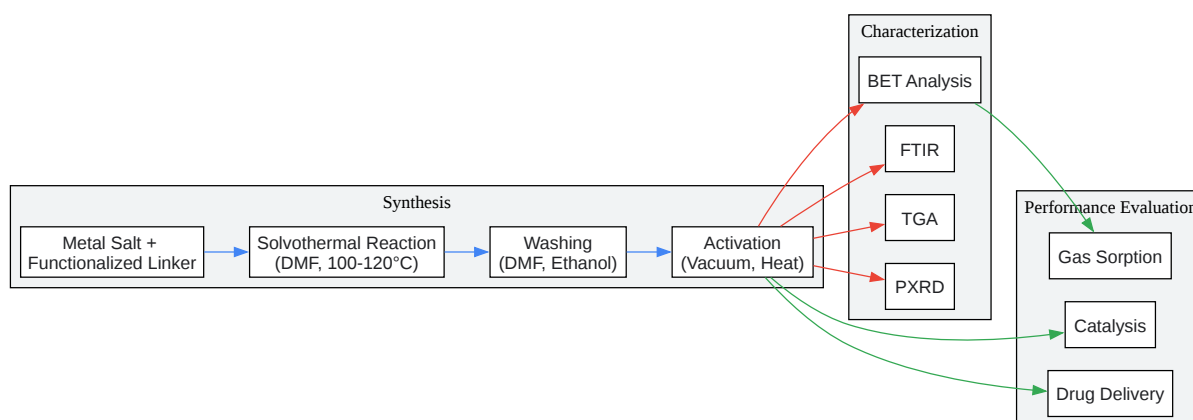 Characterization
BET Analysis
FTIR
TGA
PXRD
Synthesis
Metal Salt +
Functionalized Linker
Solvothermal Reaction
(DMF, 100-120°C)
Washing
(DMF, Ethanol)
Activation
(Vacuum, Heat)
Performance Evaluation
Gas Sorption
Catalysis
Drug Delivery